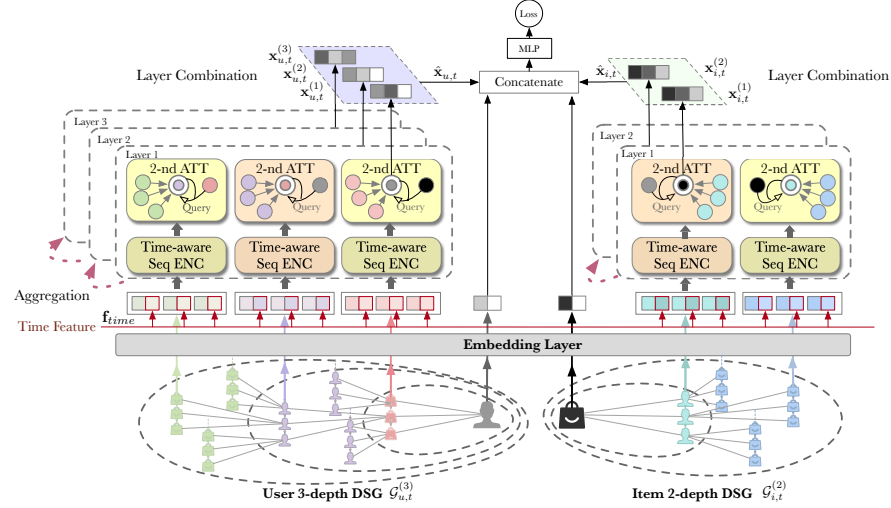 Loss
MLP
Concatenate
Layer Combination
x_{u,t}^{(3)}
x_{u,t}^{(2)}
x_{u,t}^{(1)}
x̂_{u,t}
x̂_{i,t}
x_{i,t}^{(2)}
x_{i,t}^{(1)}
Layer Combination
Layer 3
Layer 2
Layer 1
2-nd ATT
Query
2-nd ATT
Query
2-nd ATT
Query
Time-aware
Seq ENC
Time-aware
Seq ENC
Time-aware
Seq ENC
Layer 2
Layer 1
2-nd ATT
Query
2-nd ATT
Query
Time-aware
Seq ENC
Time-aware
Seq ENC
Aggregation
f_{time}
Time Feature
Embedding Layer
User 3-depth DSG 𝒢_{u,t}^{(3)}
Item 2-depth DSG 𝒢_{i,t}^{(2)}